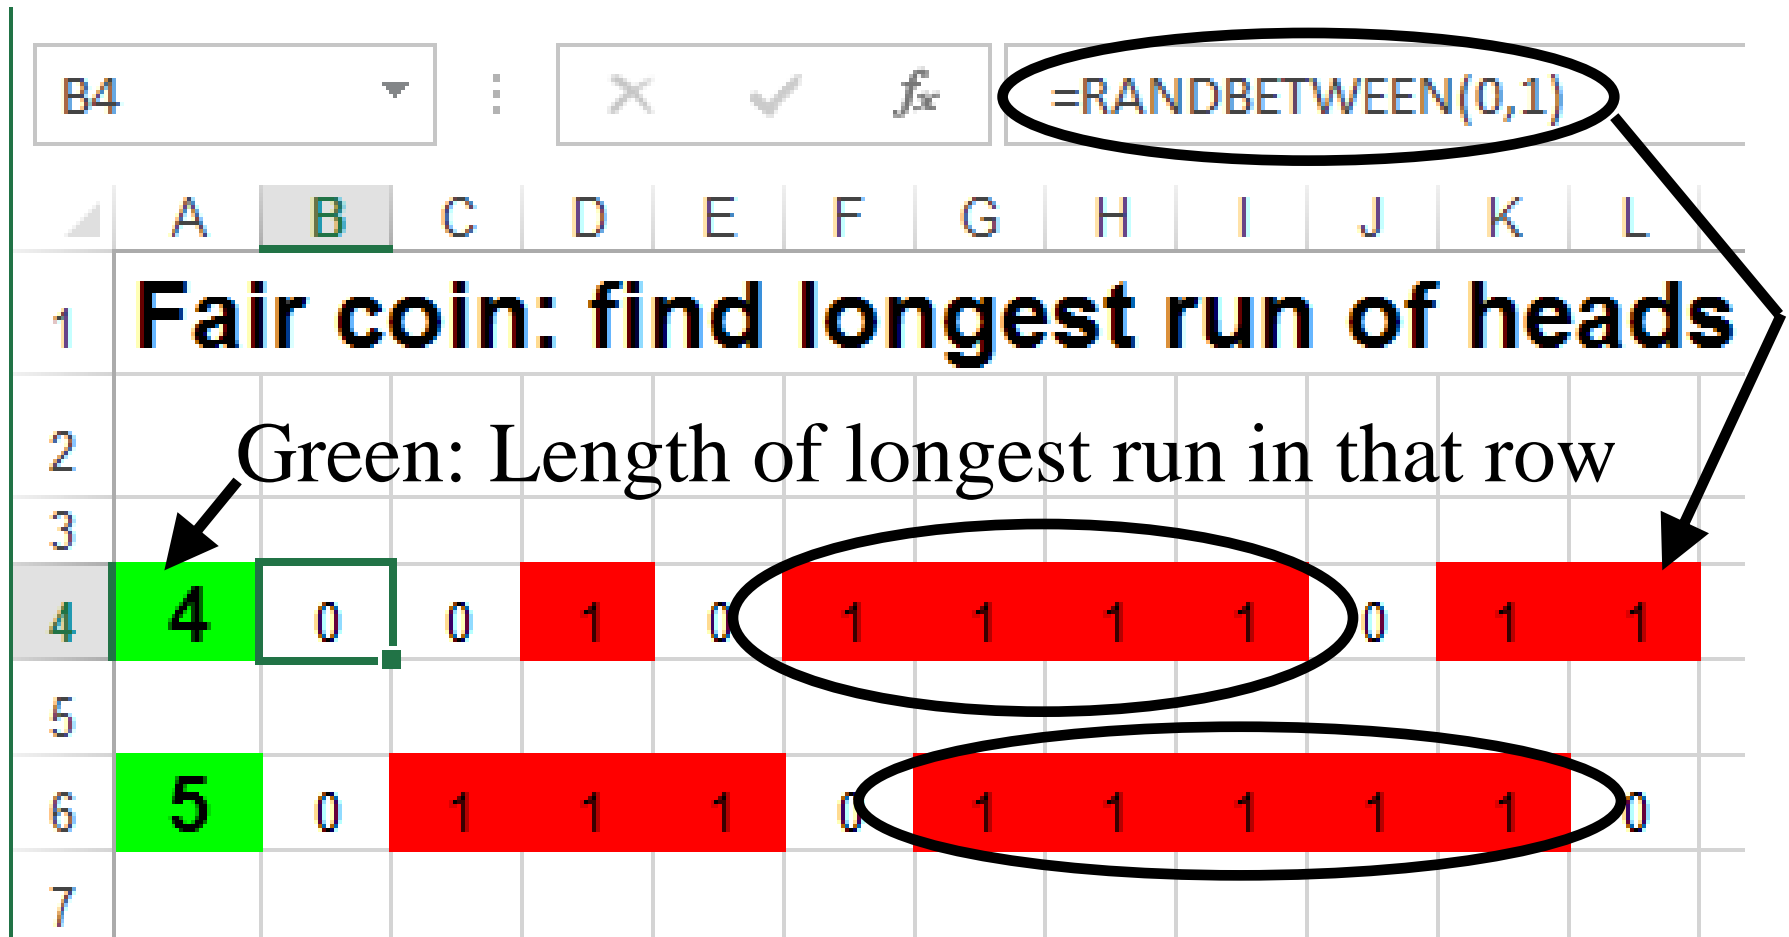 B4 fx =RANDBETWEEN(0,1)
A B C D E F G H I J K L
1 Fair coin: find longest run of heads
2 Green: Length of longest run in that row
3
4 4 0 0 1 0 1 1 1 1 0 1 1
5
6 5 0 1 1 1 0 1 1 1 1 1 0
7